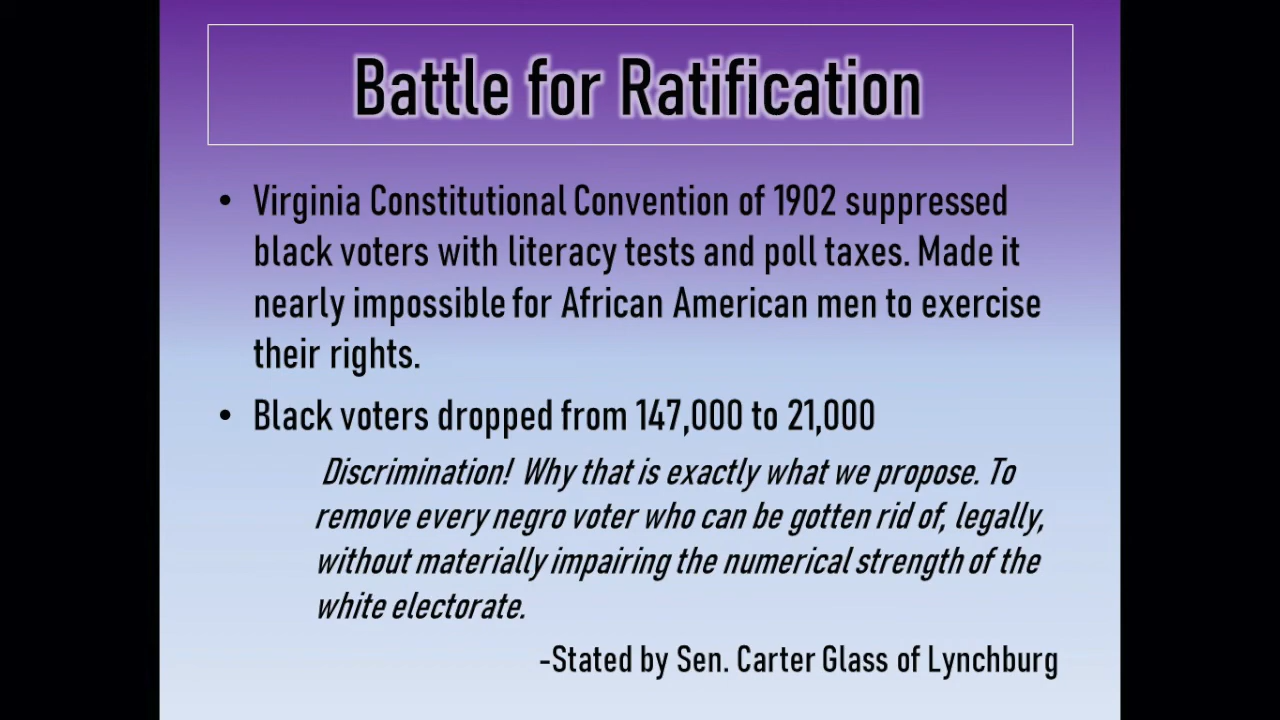 Battle for Ratification
• Virginia Constitutional Convention of 1902 suppressed
black voters with literacy tests and poll taxes. Made it
nearly impossible for African American men to exercise
their rights.
• Black voters dropped from 147,000 to 21,000
Discrimination! Why that is exactly what we propose. To
remove every negro voter who can be gotten rid of, legally,
without materially impairing the numerical strength of the
white electorate.
-Stated by Sen. Carter Glass of Lynchburg